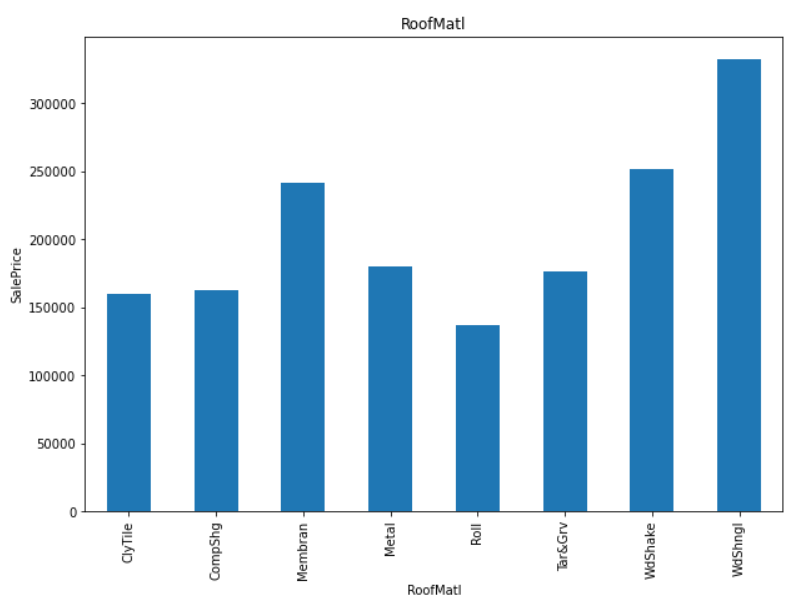 RoofMatl
300000
250000
200000
150000
100000
50000
0
SalePrice
ClyTile
CompShg
Membran
Metal
Roll
Tar&Grv
WdShake
WdShngl
RoofMatl